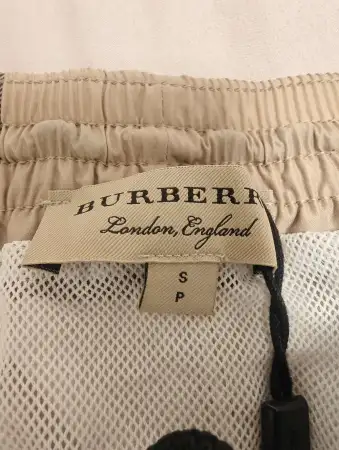 BURBERR
London, England
S
P